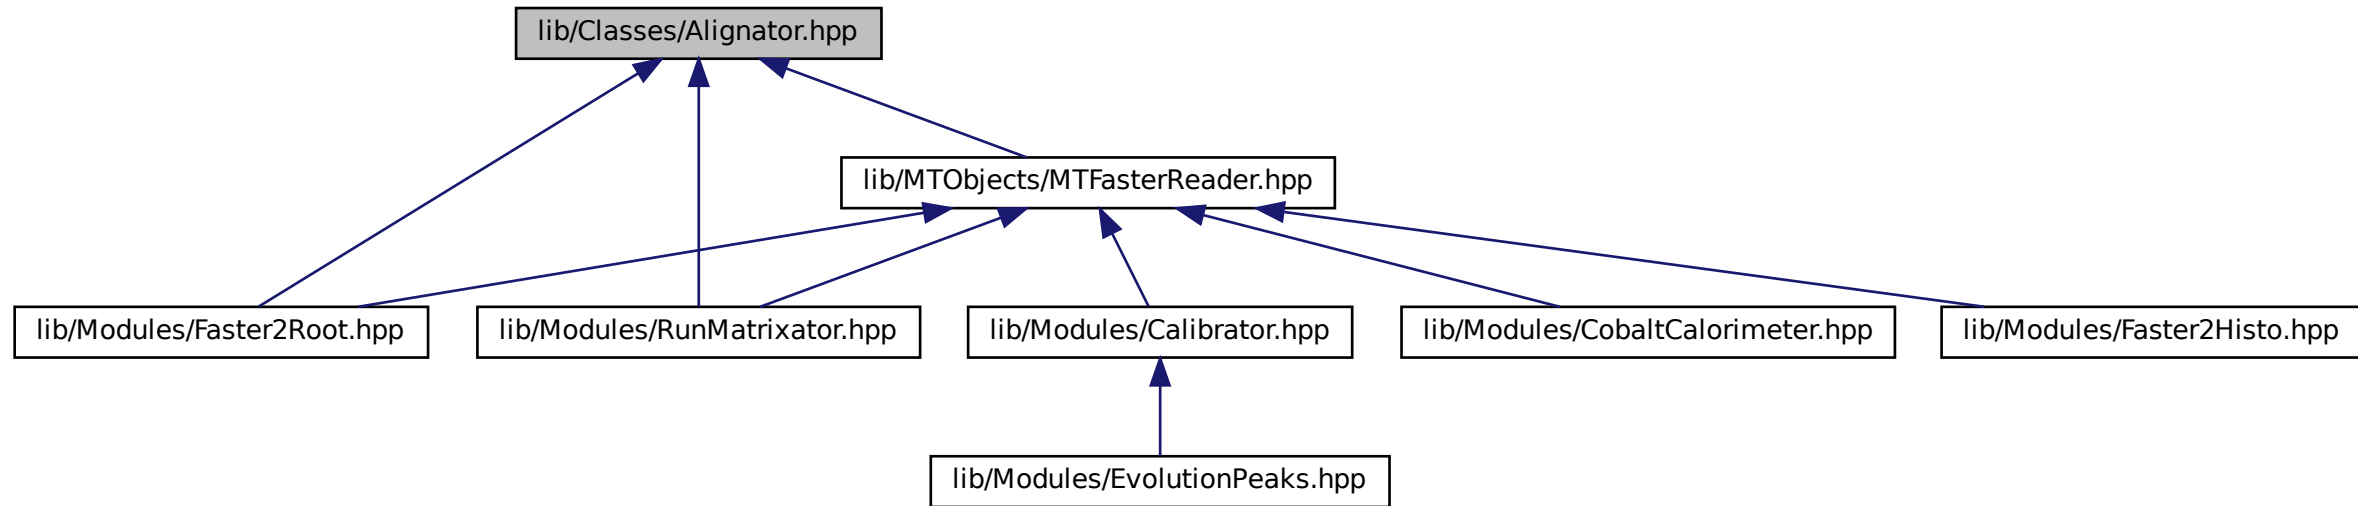 lib/Classes/Alignator.hpp
lib/MTObjects/MTFasterReader.hpp
lib/Modules/Faster2Root.hpp
lib/Modules/RunMatrixator.hpp
lib/Modules/Calibrator.hpp
lib/Modules/CobaltCalorimeter.hpp
lib/Modules/Faster2Histo.hpp
lib/Modules/EvolutionPeaks.hpp